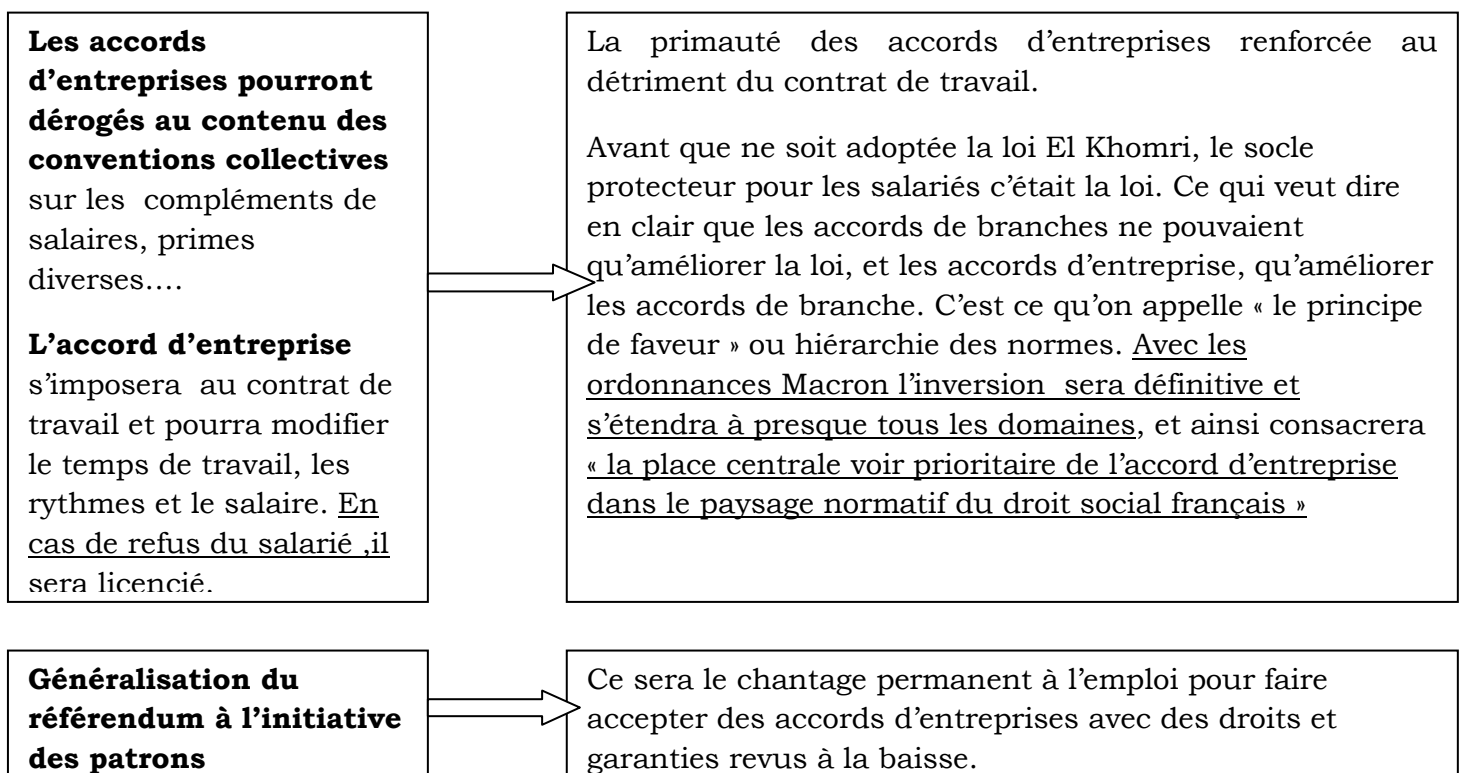 Les accords
d’entreprises pourront
dérogés au contenu des
conventions collectives
sur les compléments de
salaires, primes
diverses….
L’accord d’entreprise
s’imposera au contrat de
travail et pourra modifier
le temps de travail, les
rythmes et le salaire. En
cas de refus du salarié ,il
sera licencié.
La primauté des accords d’entreprises renforcée au
détriment du contrat de travail.
Avant que ne soit adoptée la loi El Khomri, le socle
protecteur pour les salariés c’était la loi. Ce qui veut dire
en clair que les accords de branches ne pouvaient
qu’améliorer la loi, et les accords d’entreprise, qu’améliorer
les accords de branche. C’est ce qu’on appelle « le principe
de faveur » ou hiérarchie des normes. Avec les
ordonnances Macron l’inversion sera définitive et
s’étendra à presque tous les domaines, et ainsi consacrera
« la place centrale voir prioritaire de l’accord d’entreprise
dans le paysage normatif du droit social français »
Généralisation du
référendum à l’initiative
des patrons
Ce sera le chantage permanent à l’emploi pour faire
accepter des accords d’entreprises avec des droits et
garanties revus à la baisse.